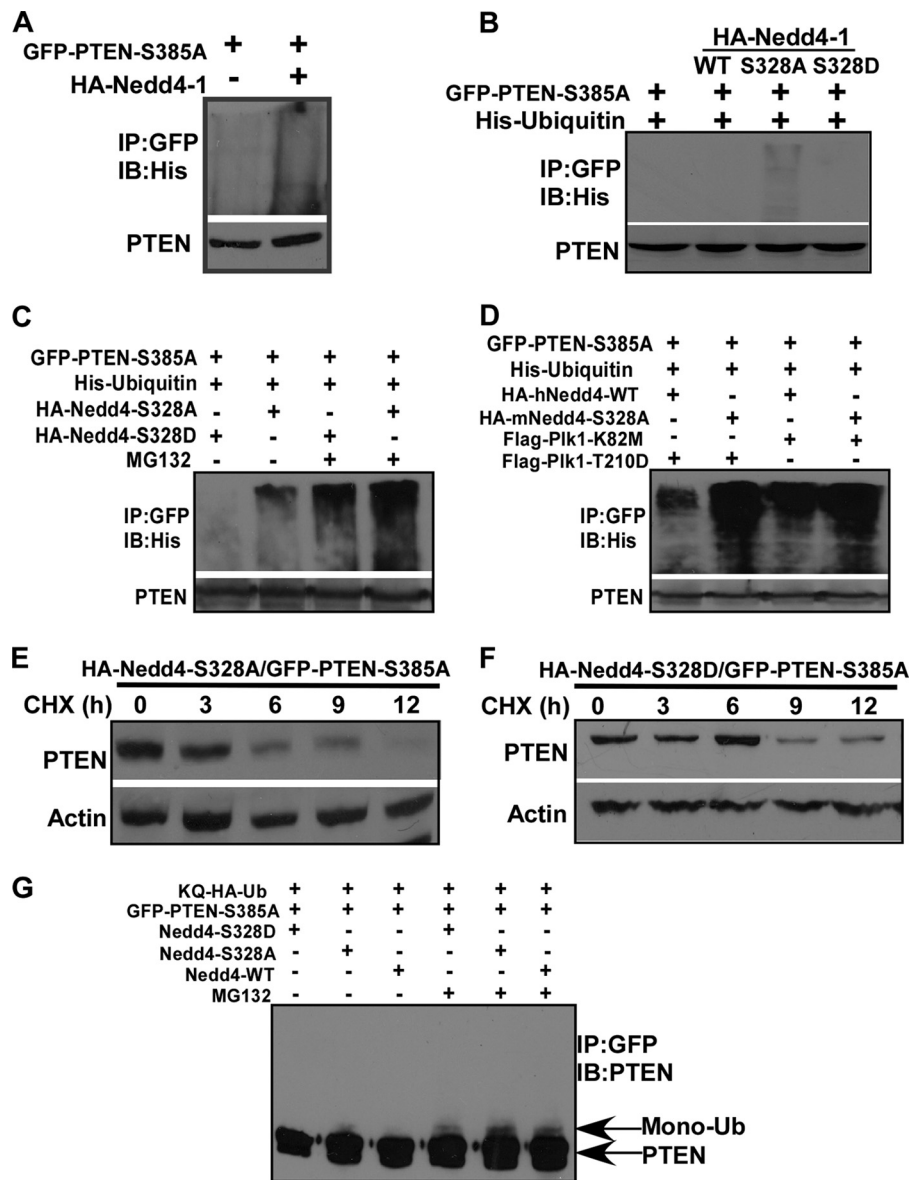 A
GFP-PTEN-S385A + +
HA-Nedd4-1 - +
IP:GFP
IB:His
PTEN
B
HA-Nedd4-1
WT S328A S328D
GFP-PTEN-S385A + + + +
His-Ubiquitin + + + +
IP:GFP
IB:His
PTEN
C
GFP-PTEN-S385A + + + +
His-Ubiquitin + + + +
HA-Nedd4-S328A - + - +
HA-Nedd4-S328D + - + -
MG132 - - + +
IP:GFP
IB:His
PTEN
D
GFP-PTEN-S385A + + + +
His-Ubiquitin + + + +
HA-hNedd4-WT + - + -
HA-mNedd4-S328A - + - +
Flag-Plk1-K82M - - + +
Flag-Plk1-T210D + + - -
IP:GFP
IB:His
PTEN
E
HA-Nedd4-S328A/GFP-PTEN-S385A
CHX (h) 0 3 6 9 12
PTEN
Actin
F
HA-Nedd4-S328D/GFP-PTEN-S385A
CHX (h) 0 3 6 9 12
PTEN
Actin
G
KQ-HA-Ub + + + + + +
GFP-PTEN-S385A + + + + + +
Nedd4-S328D + - - + - -
Nedd4-S328A - + - - + -
Nedd4-WT - - + - - +
MG132 - - - + + +
IP:GFP
IB:PTEN
Mono-Ub
PTEN